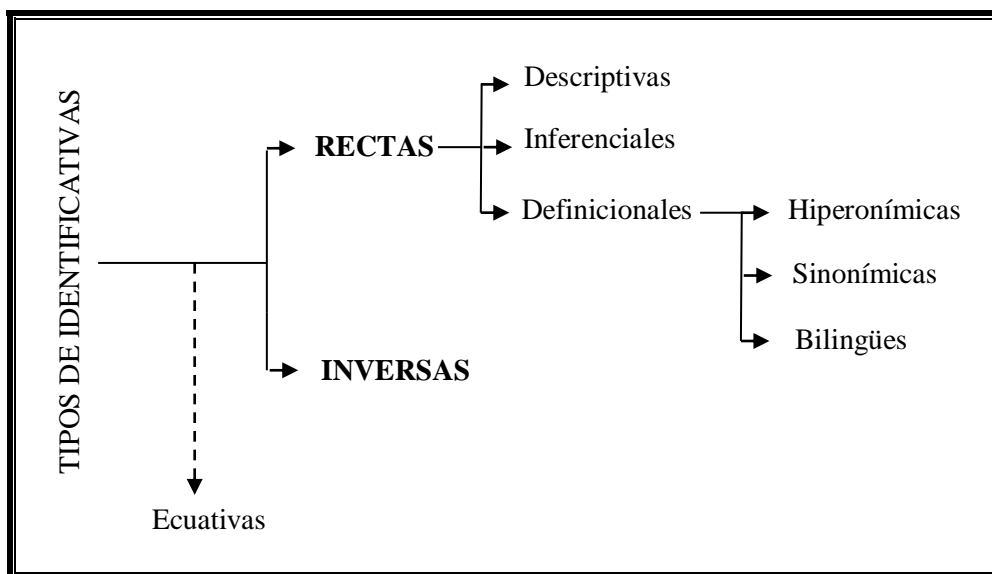 TIPOS DE IDENTIFICATIVAS
RECTAS
Descriptivas
Inferenciales
Definicionales
Hiperonímicas
Sinonímicas
Bilingües
INVERSAS
Ecuativas